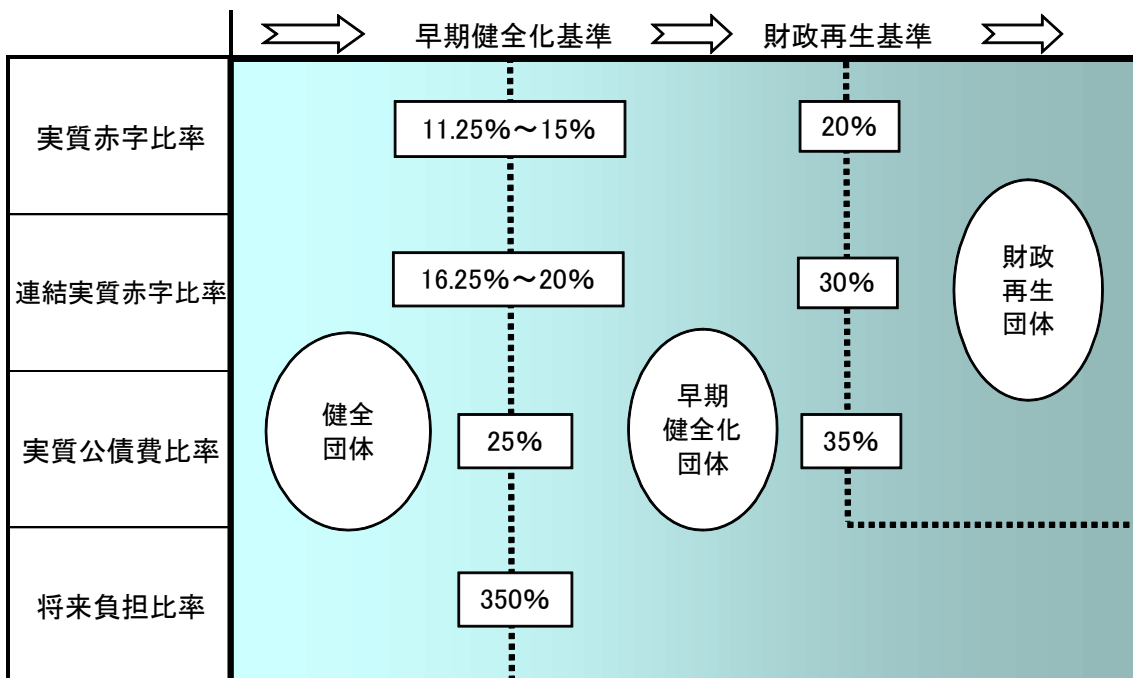 早期健全化基準
財政再生基準
実質赤字比率
11.25%～15%
20%
連結実質赤字比率
16.25%～20%
30%
財政
再生
団体
実質公債費比率
健全
団体
25%
早期
健全化
団体
35%
将来負担比率
350%